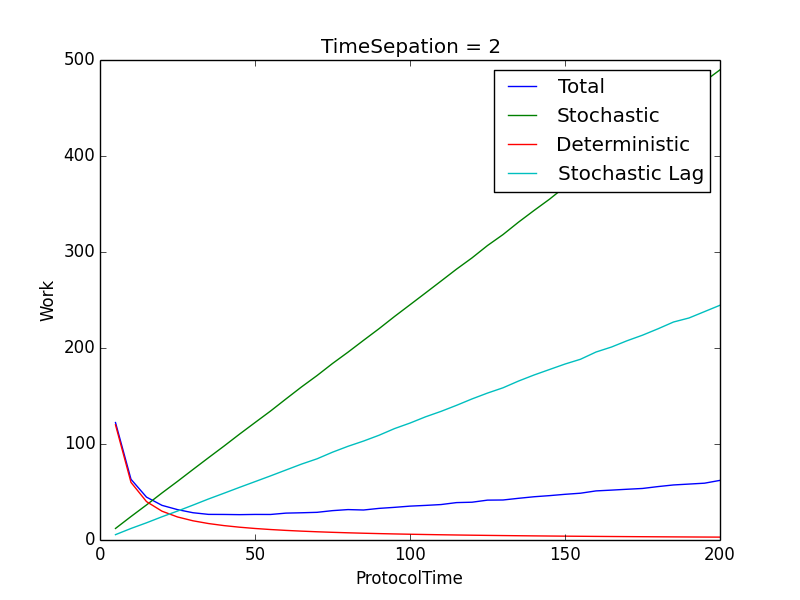 TimeSepation = 2
500
400
300
200
100
0
Work
Total
Stochastic
Deterministic
Stochastic Lag
0 50 100 150 200
ProtocolTime